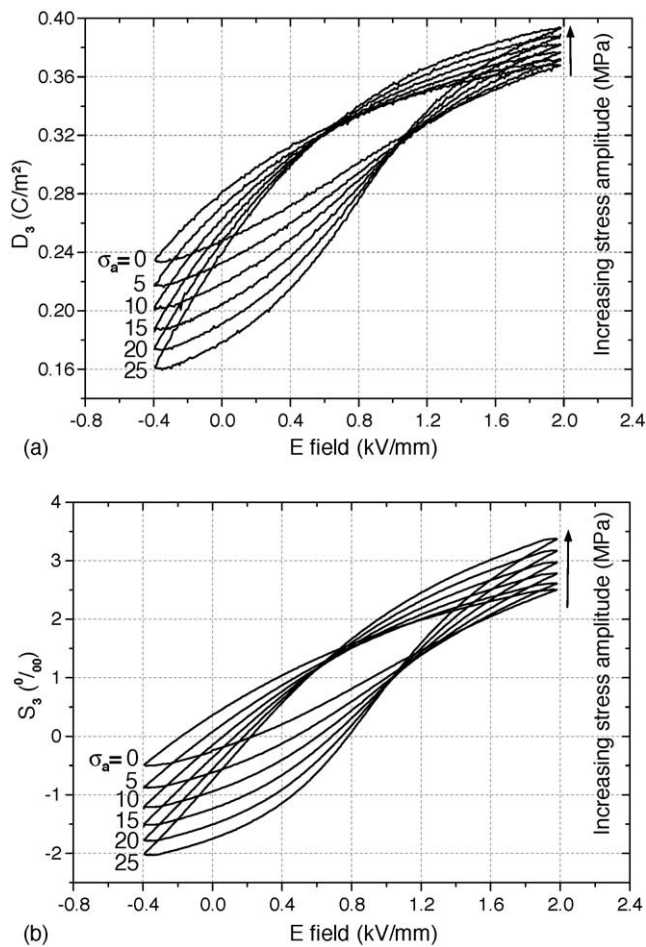 0.40
0.36
0.32
0.28
0.24
0.20
0.16
D₃ (C/m²)
σₐ= 0
5
10
15
20
25
Increasing stress amplitude (MPa)
-0.8 -0.4 0.0 0.4 0.8 1.2 1.6 2.0 2.4
(a) E field (kV/mm)
4
3
2
1
0
-1
-2
S₃ (⁰/₀₀)
σₐ= 0
5
10
15
20
25
Increasing stress amplitude (MPa)
-0.8 -0.4 0.0 0.4 0.8 1.2 1.6 2.0 2.4
(b) E field (kV/mm)